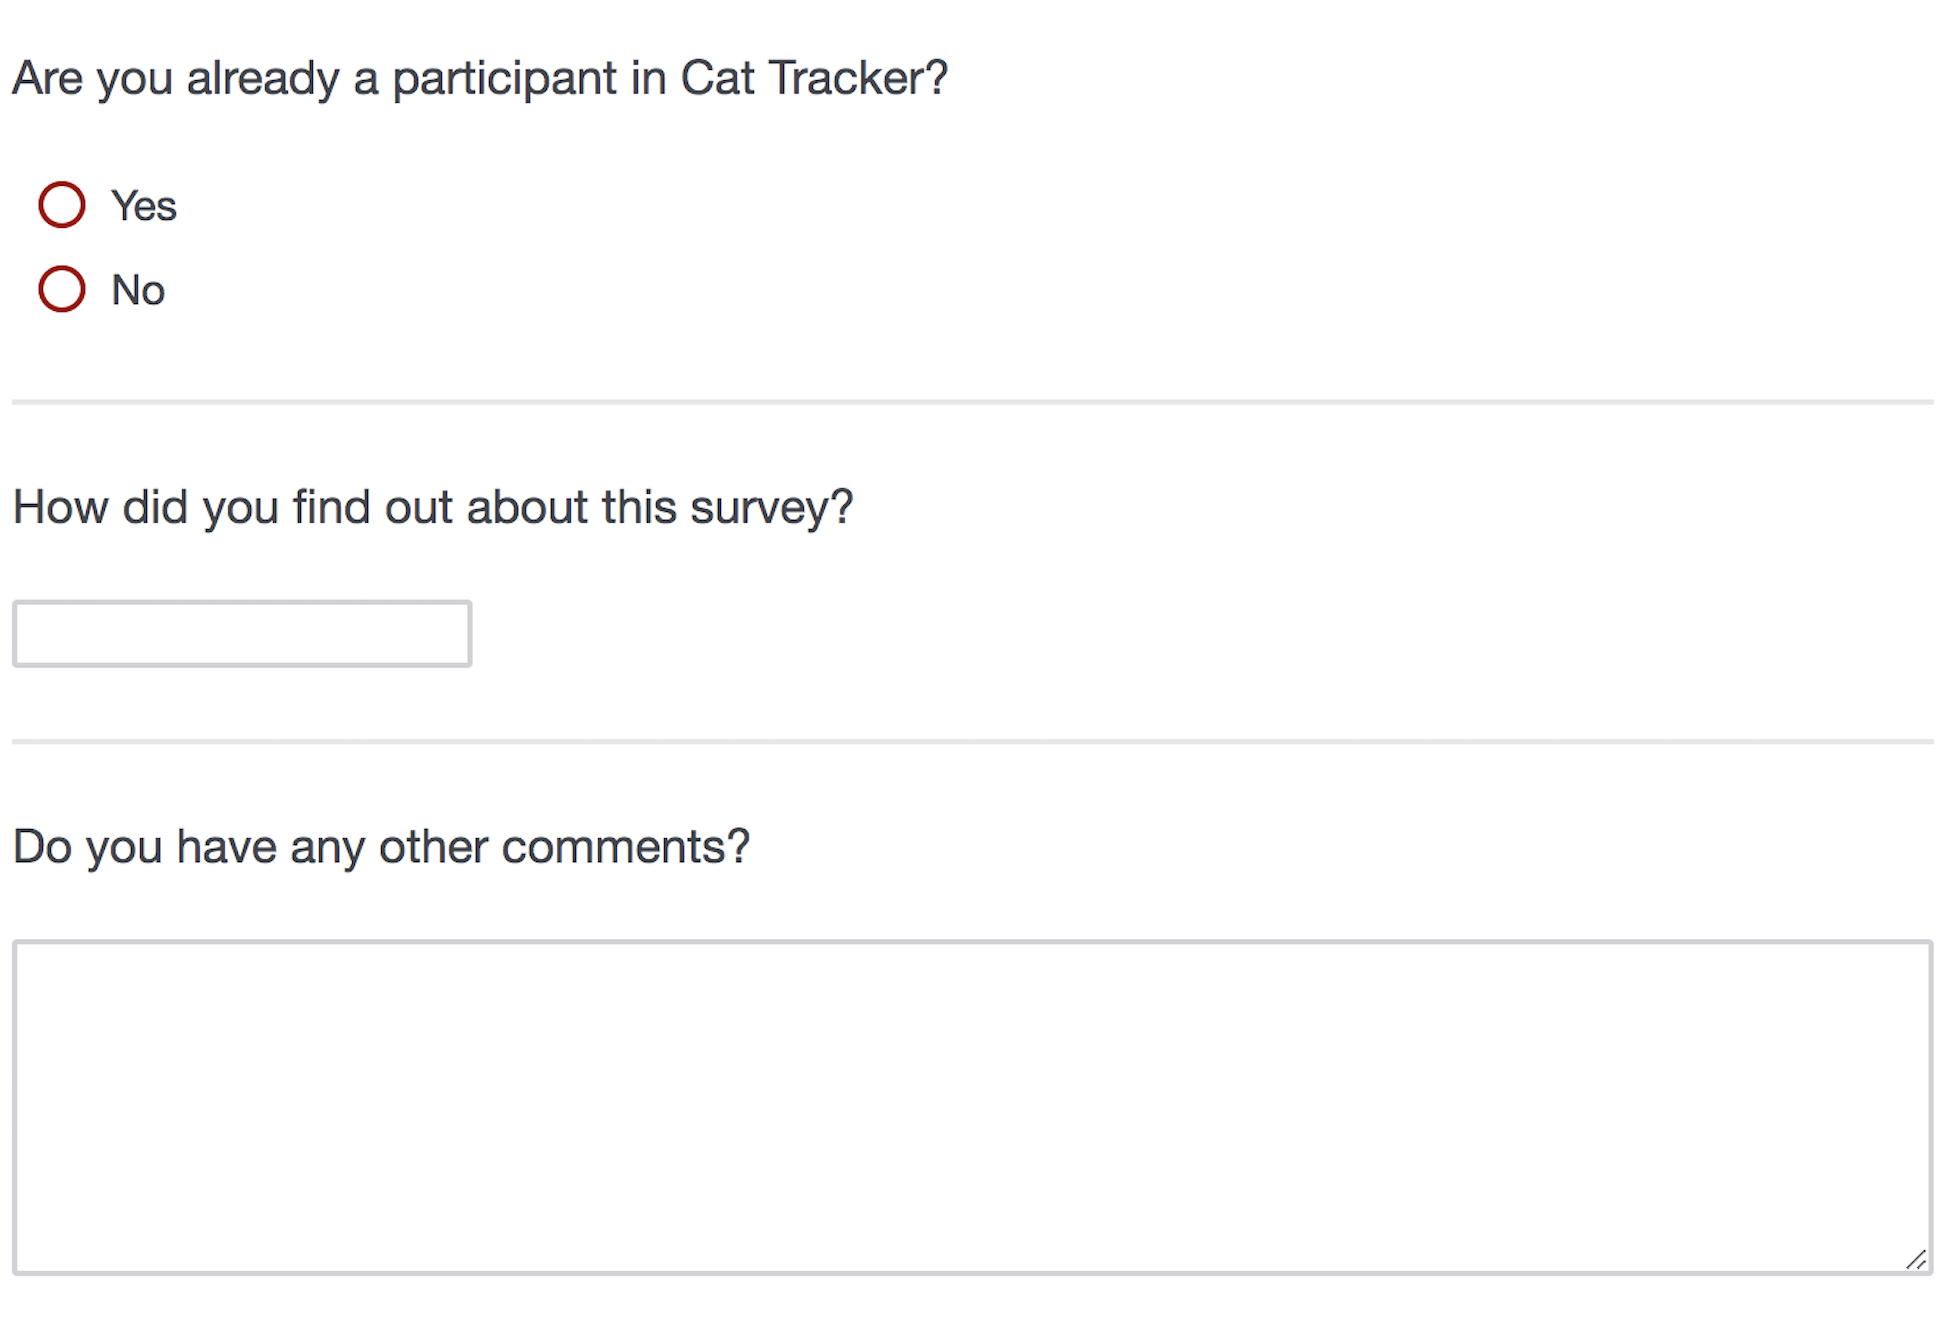 Are you already a participant in Cat Tracker?
Yes
No
How did you find out about this survey?
Do you have any other comments?